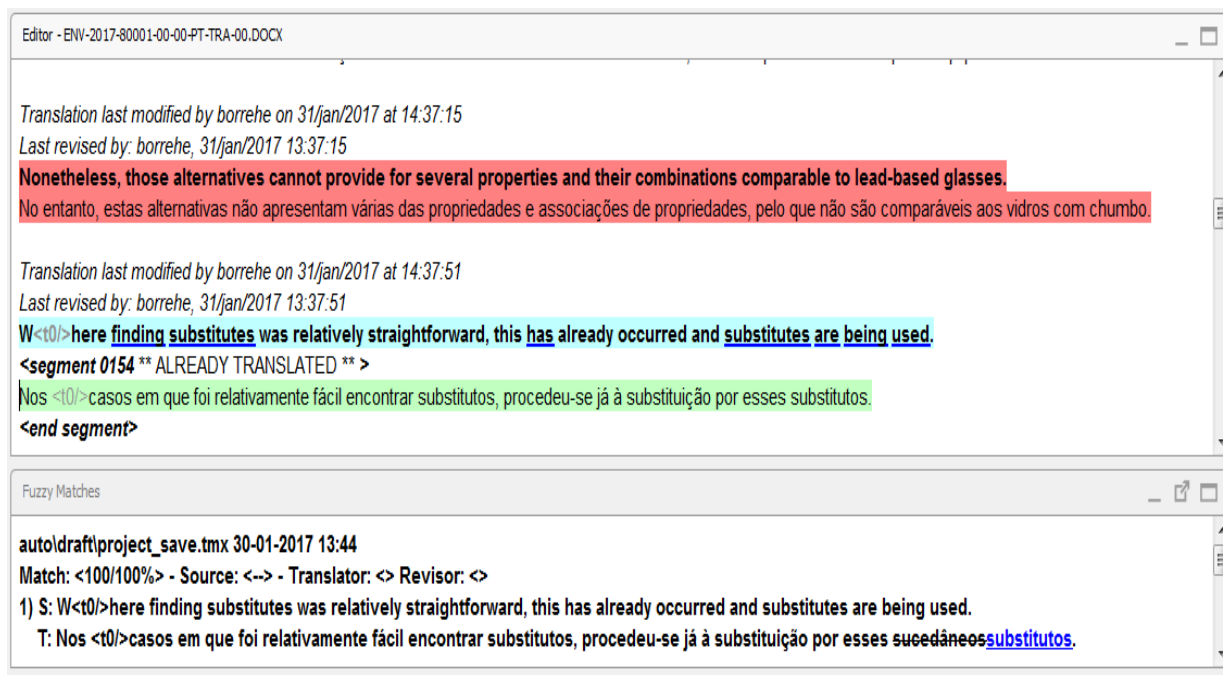 Editor - ENV-2017-80001-00-00-PT-TRA-00.DOCX
Translation last modified by borrehe on 31/jan/2017 at 14:37:15
Last revised by: borrehe, 31/jan/2017 13:37:15
Nonetheless, those alternatives cannot provide for several properties and their combinations comparable to lead-based glasses.
No entanto, estas alternativas não apresentam várias das propriedades e associações de propriedades, pelo que não são comparáveis aos vidros com chumbo.
Translation last modified by borrehe on 31/jan/2017 at 14:37:51
Last revised by: borrehe, 31/jan/2017 13:37:51
W<t0/>here finding substitutes was relatively straightforward, this has already occurred and substitutes are being used.
<segment 0154 ** ALREADY TRANSLATED ** >
Nos <t0/>casos em que foi relativamente fácil encontrar substitutos, procedeu-se já à substituição por esses substitutos.
<end segment>
Fuzzy Matches
auto\draft\project_save.tmx 30-01-2017 13:44
Match: <100/100%> - Source: <--> - Translator: <> Revisor: <>
1) S: W<t0/>here finding substitutes was relatively straightforward, this has already occurred and substitutes are being used.
T: Nos <t0/>casos em que foi relativamente fácil encontrar substitutos, procedeu-se já à substituição por esses sucedâneossubstitutos.